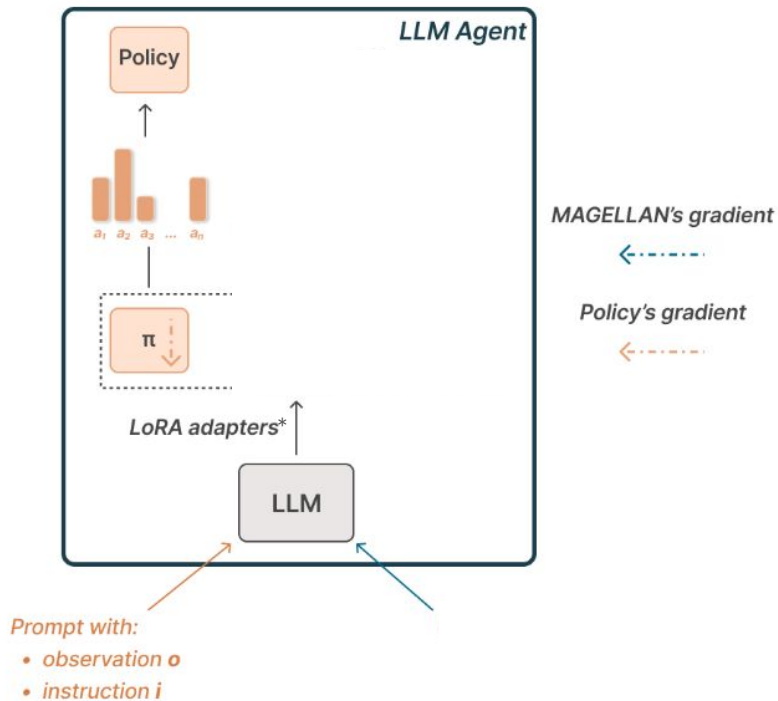 LLM Agent
Policy
a1 a2 a3 ... an
π
LoRA adapters*
LLM
MAGELLAN's gradient
Policy's gradient
Prompt with:
• observation o
• instruction i